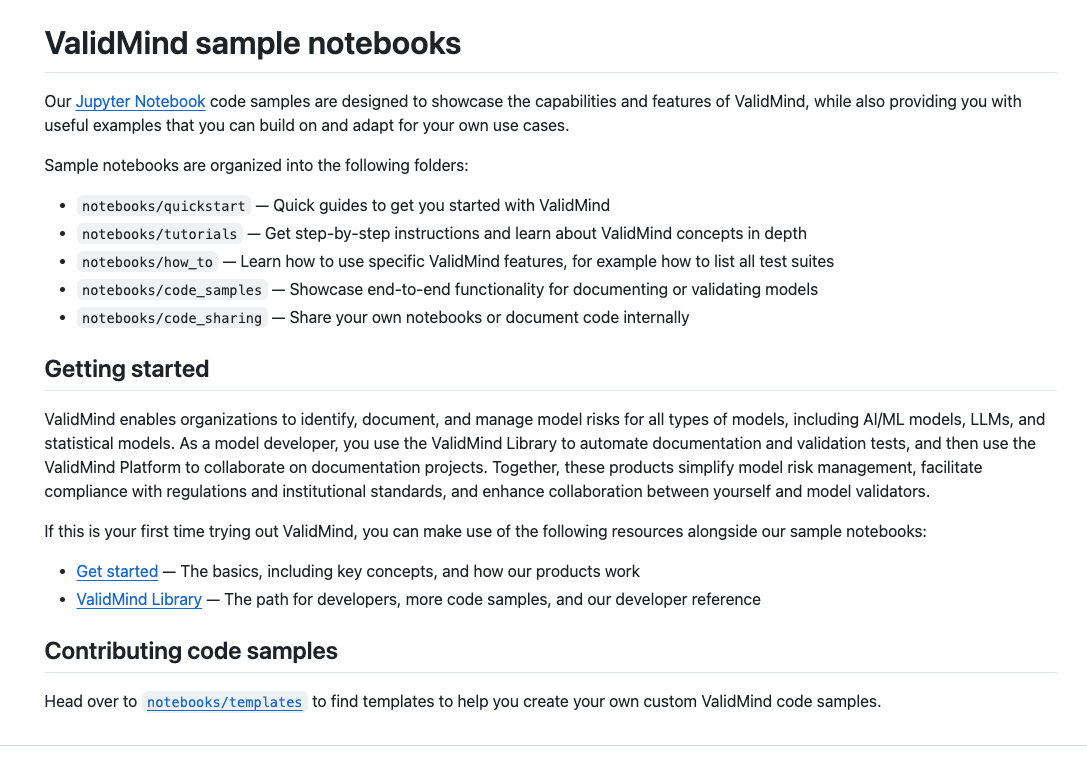 ValidMind sample notebooks
Our Jupyter Notebook code samples are designed to showcase the capabilities and features of ValidMind, while also providing you with
useful examples that you can build on and adapt for your own use cases.
Sample notebooks are organized into the following folders:
• notebooks/quickstart — Quick guides to get you started with ValidMind
• notebooks/tutorials — Get step-by-step instructions and learn about ValidMind concepts in depth
• notebooks/how_to — Learn how to use specific ValidMind features, for example how to list all test suites
• notebooks/code_samples — Showcase end-to-end functionality for documenting or validating models
• notebooks/code_sharing — Share your own notebooks or document code internally
Getting started
ValidMind enables organizations to identify, document, and manage model risks for all types of models, including AI/ML models, LLMs, and
statistical models. As a model developer, you use the ValidMind Library to automate documentation and validation tests, and then use the
ValidMind Platform to collaborate on documentation projects. Together, these products simplify model risk management, facilitate
compliance with regulations and institutional standards, and enhance collaboration between yourself and model validators.
If this is your first time trying out ValidMind, you can make use of the following resources alongside our sample notebooks:
• Get started — The basics, including key concepts, and how our products work
• ValidMind Library — The path for developers, more code samples, and our developer reference
Contributing code samples
Head over to notebooks/templates to find templates to help you create your own custom ValidMind code samples.